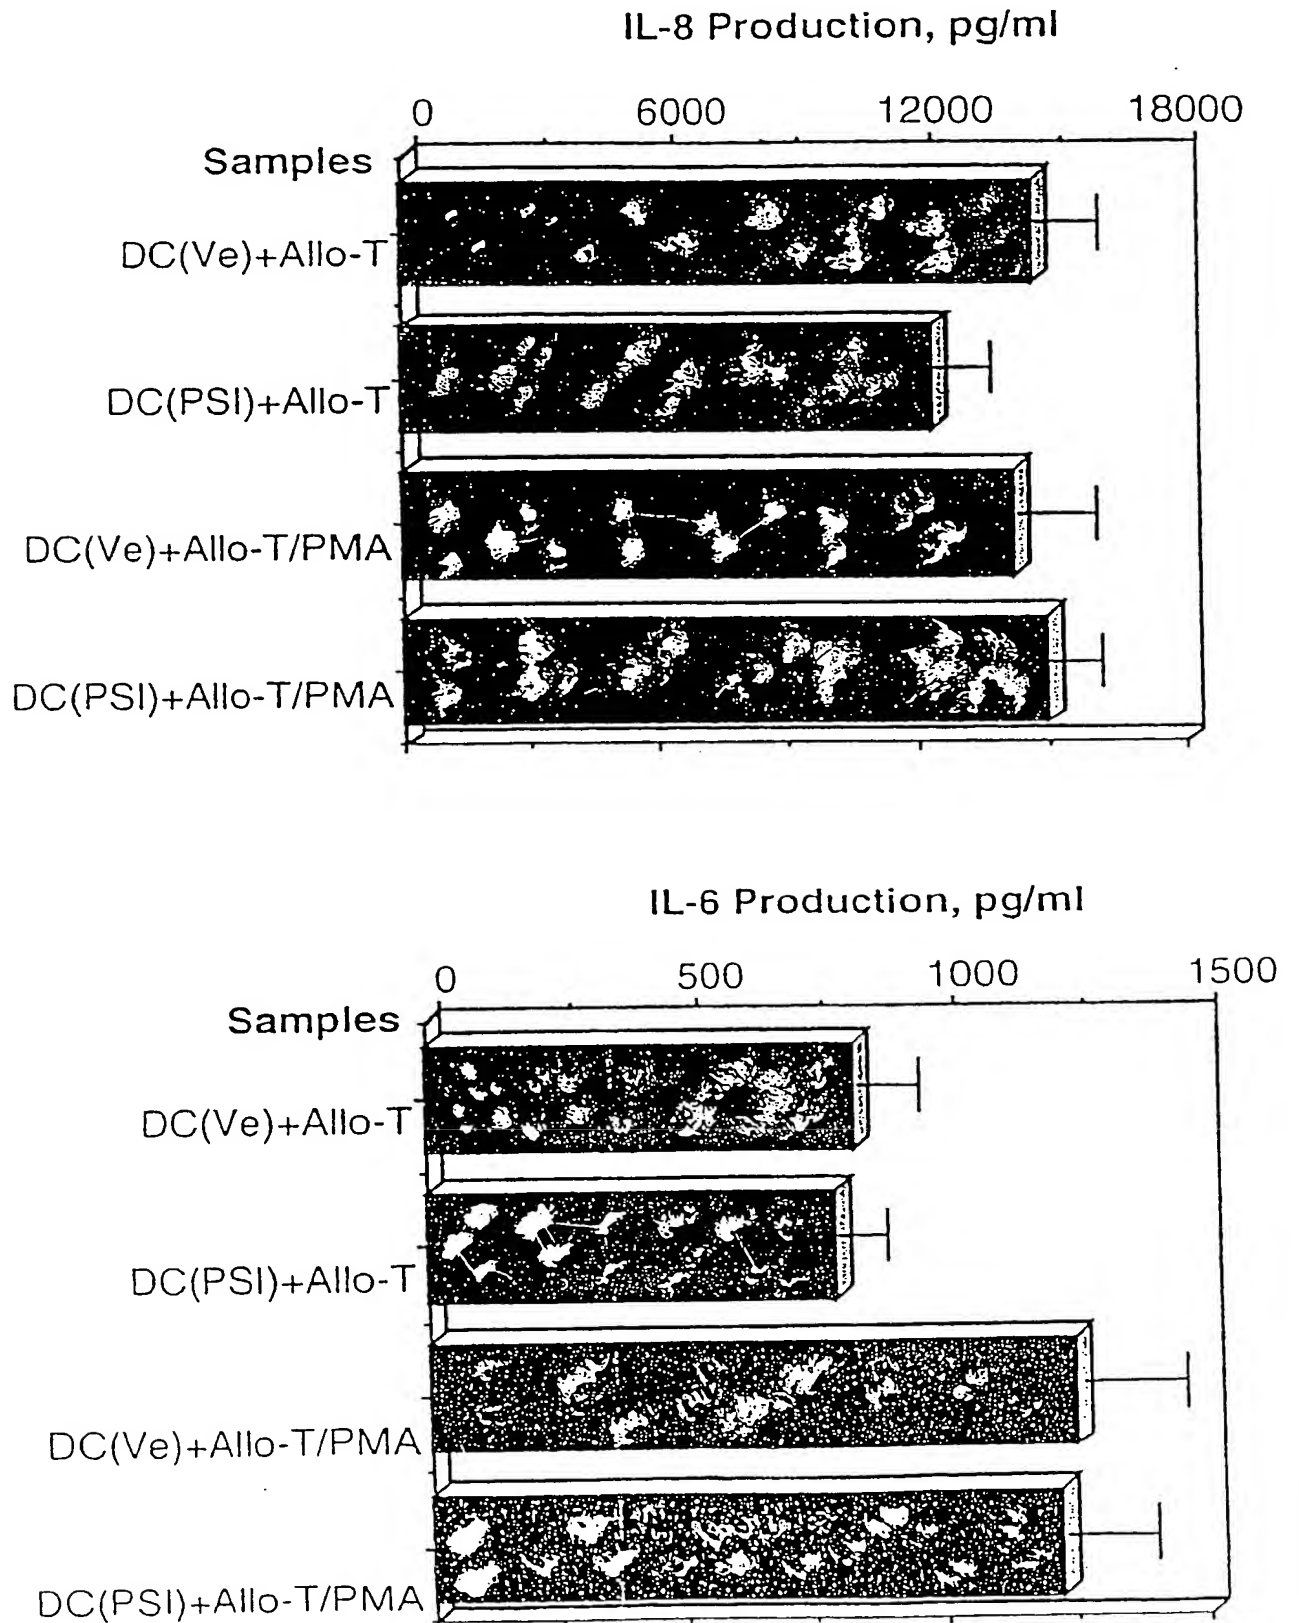 IL-8 Production, pg/ml
0 6000 12000 18000
Samples
DC(Ve)+Allo-T
DC(PSI)+Allo-T
DC(Ve)+Allo-T/PMA
DC(PSI)+Allo-T/PMA
IL-6 Production, pg/ml
0 500 1000 1500
Samples
DC(Ve)+Allo-T
DC(PSI)+Allo-T
DC(Ve)+Allo-T/PMA
DC(PSI)+Allo-T/PMA